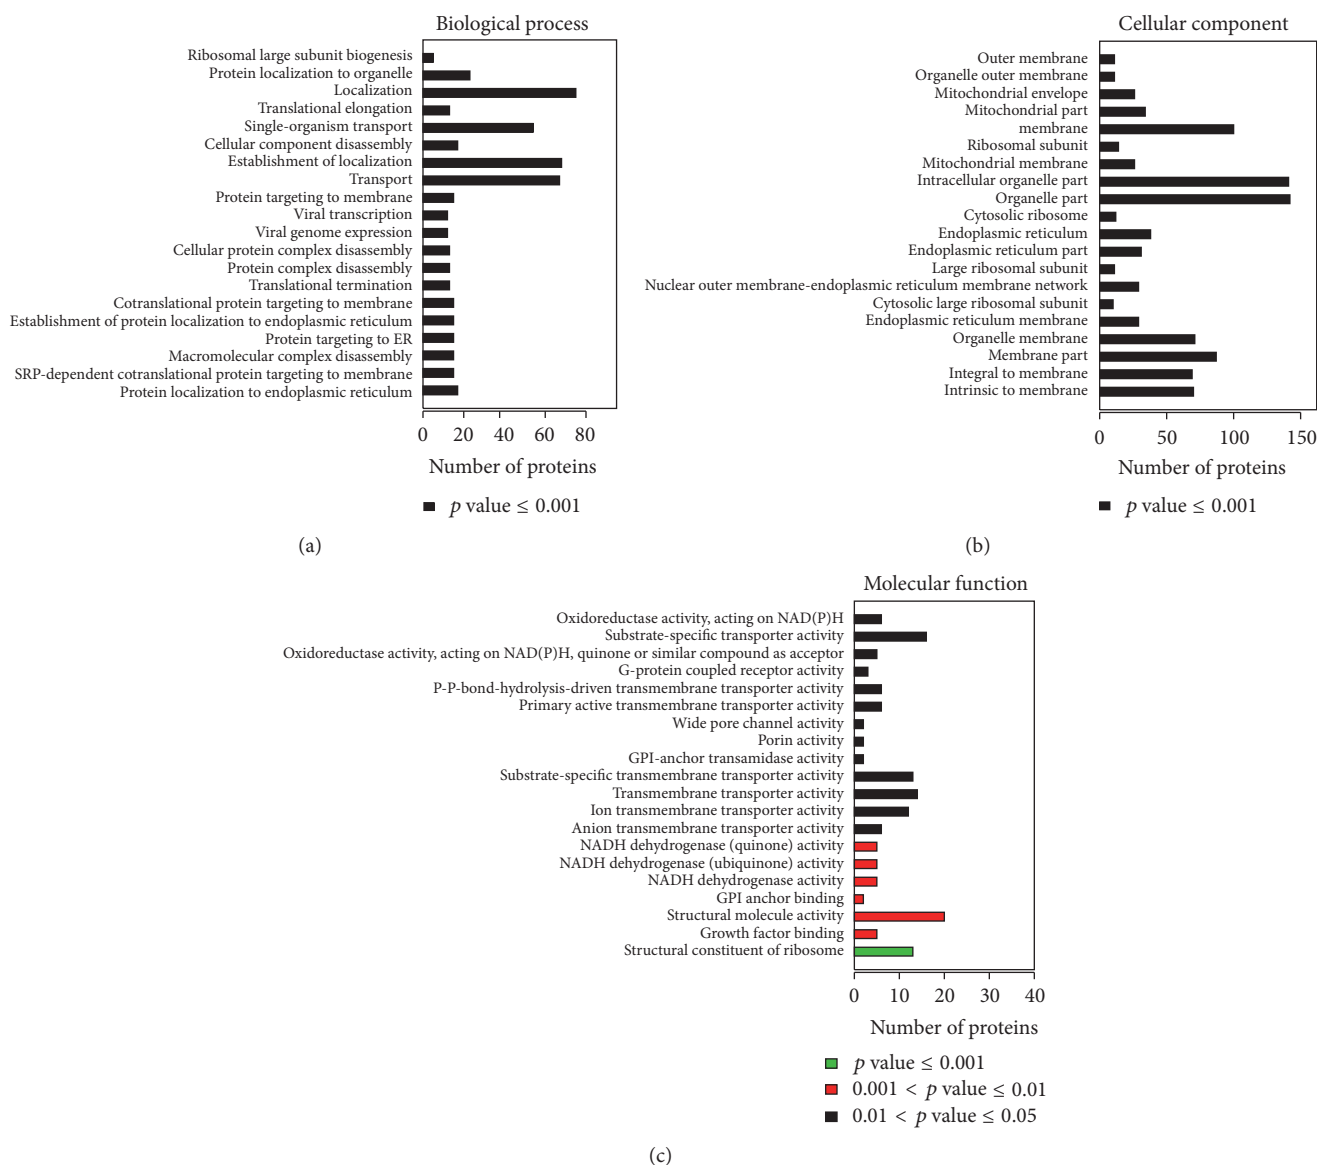 Biological process
Ribosomal large subunit biogenesis
Protein localization to organelle
Localization
Translational elongation
Single-organism transport
Cellular component disassembly
Establishment of localization
Transport
Protein targeting to membrane
Viral transcription
Viral genome expression
Cellular protein complex disassembly
Protein complex disassembly
Translational termination
Cotranslational protein targeting to membrane
Establishment of protein localization to endoplasmic reticulum
Protein targeting to ER
Macromolecular complex disassembly
SRP-dependent cotranslational protein targeting to membrane
Protein localization to endoplasmic reticulum
0 20 40 60 80
Number of proteins
p value ≤ 0.001
(a)
Cellular component
Outer membrane
Organelle outer membrane
Mitochondrial envelope
Mitochondrial part
membrane
Ribosomal subunit
Mitochondrial membrane
Intracellular organelle part
Organelle part
Cytosolic ribosome
Endoplasmic reticulum
Endoplasmic reticulum part
Large ribosomal subunit
Nuclear outer membrane-endoplasmic reticulum membrane network
Cytosolic large ribosomal subunit
Endoplasmic reticulum membrane
Organelle membrane
Membrane part
Integral to membrane
Intrinsic to membrane
0 50 100 150
Number of proteins
p value ≤ 0.001
(b)
Molecular function
Oxidoreductase activity, acting on NAD(P)H
Substrate-specific transporter activity
Oxidoreductase activity, acting on NAD(P)H, quinone or similar compound as acceptor
G-protein coupled receptor activity
P-P-bond-hydrolysis-driven transmembrane transporter activity
Primary active transmembrane transporter activity
Wide pore channel activity
Porin activity
GPI-anchor transamidase activity
Substrate-specific transmembrane transporter activity
Transmembrane transporter activity
Ion transmembrane transporter activity
Anion transmembrane transporter activity
NADH dehydrogenase (quinone) activity
NADH dehydrogenase (ubiquinone) activity
NADH dehydrogenase activity
GPI anchor binding
Structural molecule activity
Growth factor binding
Structural constituent of ribosome
0 10 20 30 40
Number of proteins
p value ≤ 0.001
0.001 < p value ≤ 0.01
0.01 < p value ≤ 0.05
(c)